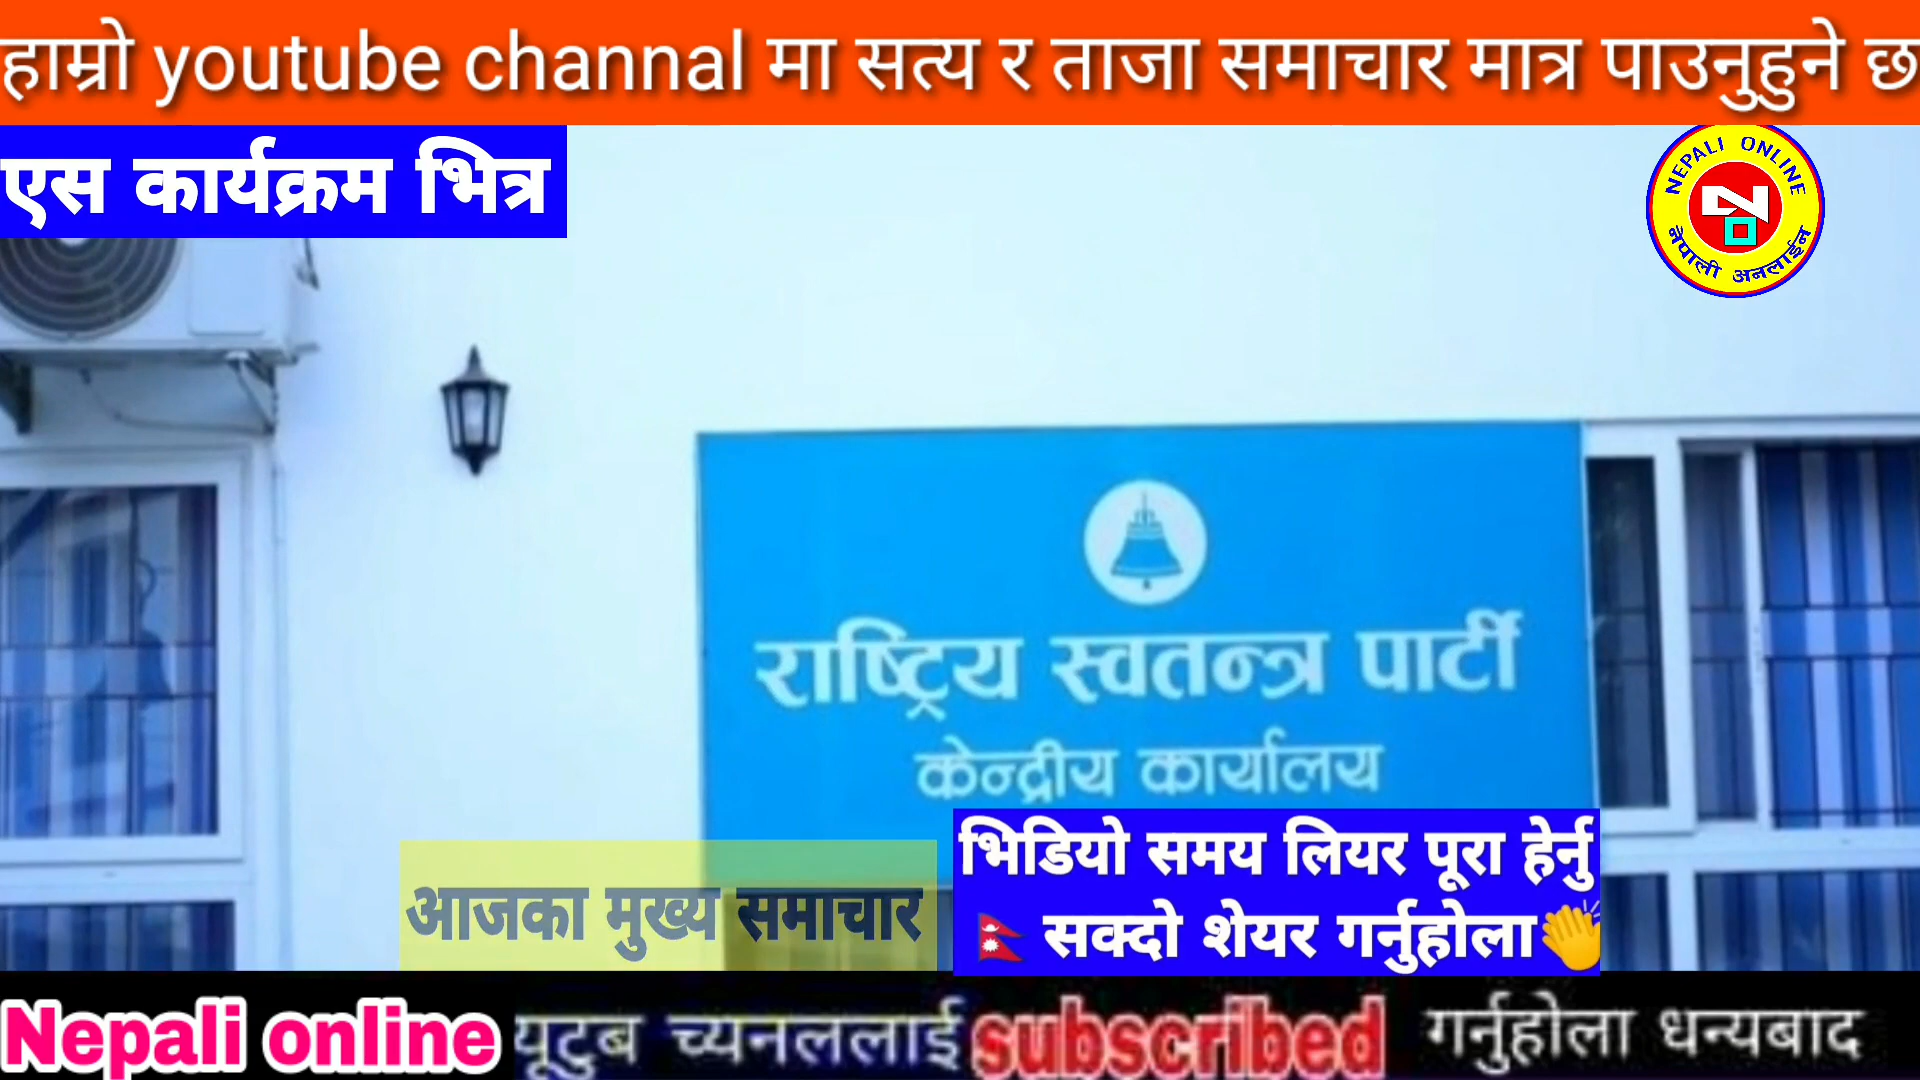 हाम्रो youtube channal मा सत्य र ताजा समाचार मात्र पाउनुहुने छ
एस कार्यक्रम भित्र
NEPALI ONLINE
NO
नेपाली अनलाईन
राष्ट्रिय स्वतन्त्र पार्टी
केन्द्रीय कार्यालय
भिडियो समय लियर पूरा हेर्नु
🇳🇵 सक्दो शेयर गर्नुहोला👏
आजका मुख्य समाचार
Nepali online यूटुब च्यनललाई subscribed गर्नुहोला धन्यबाद